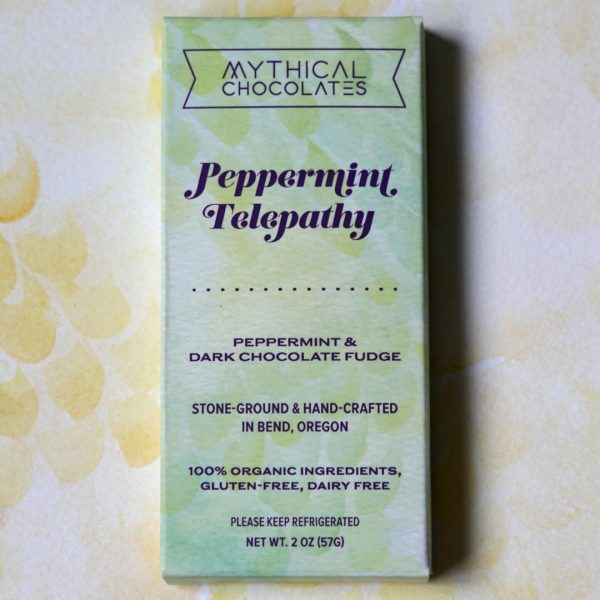 MYTHICAL
CHOCOLATES
Peppermint
Telepathy
PEPPERMINT &
DARK CHOCOLATE FUDGE
STONE-GROUND & HAND-CRAFTED
IN BEND, OREGON
100% ORGANIC INGREDIENTS,
GLUTEN-FREE, DAIRY FREE
PLEASE KEEP REFRIGERATED
NET WT. 2 OZ (57G)